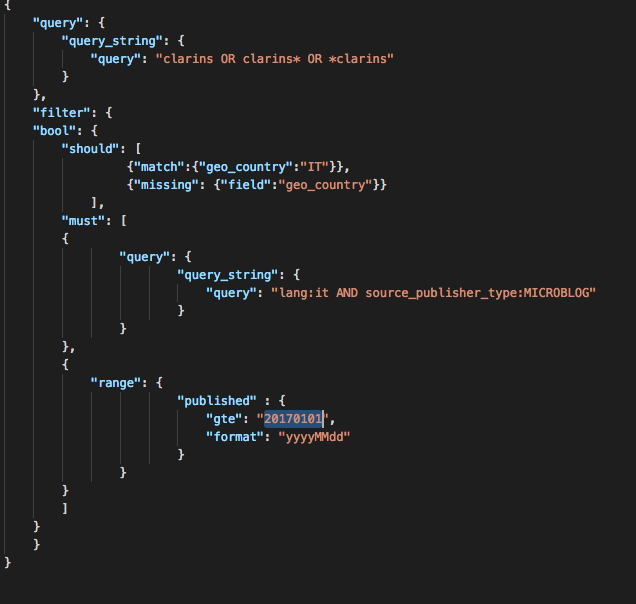 {
"query": {
"query_string": {
"query": "clarins OR clarins* OR *clarins"
}
},
"filter": {
"bool": {
"should": [
{"match":{"geo_country":"IT"}},
{"missing": {"field":"geo_country"}}
],
"must": [
{
"query": {
"query_string": {
"query": "lang:it AND source_publisher_type:MICROBLOG"
}
}
},
{
"range": {
"published" : {
"gte": "20170101",
"format": "yyyyMMdd"
}
}
}
]
}
}
}